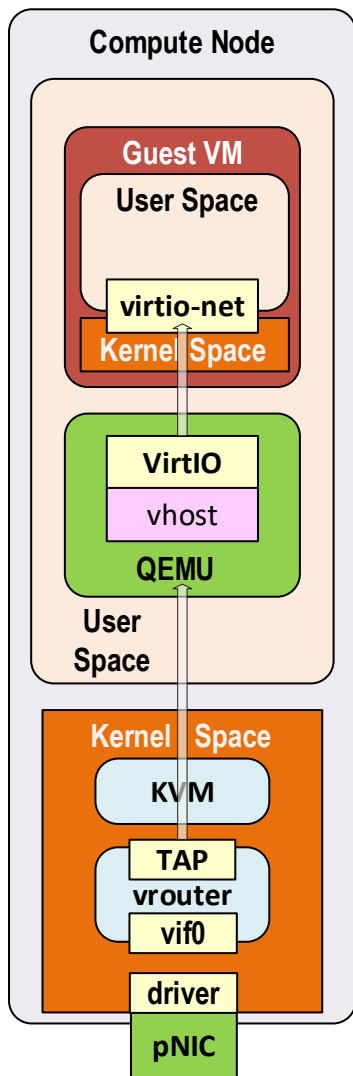 Compute Node
Guest VM
User Space
virtio-net
Kernel Space
VirtIO
vhost
QEMU
User
Space
Kernel Space
KVM
TAP
vrouter
vif0
driver
pNIC